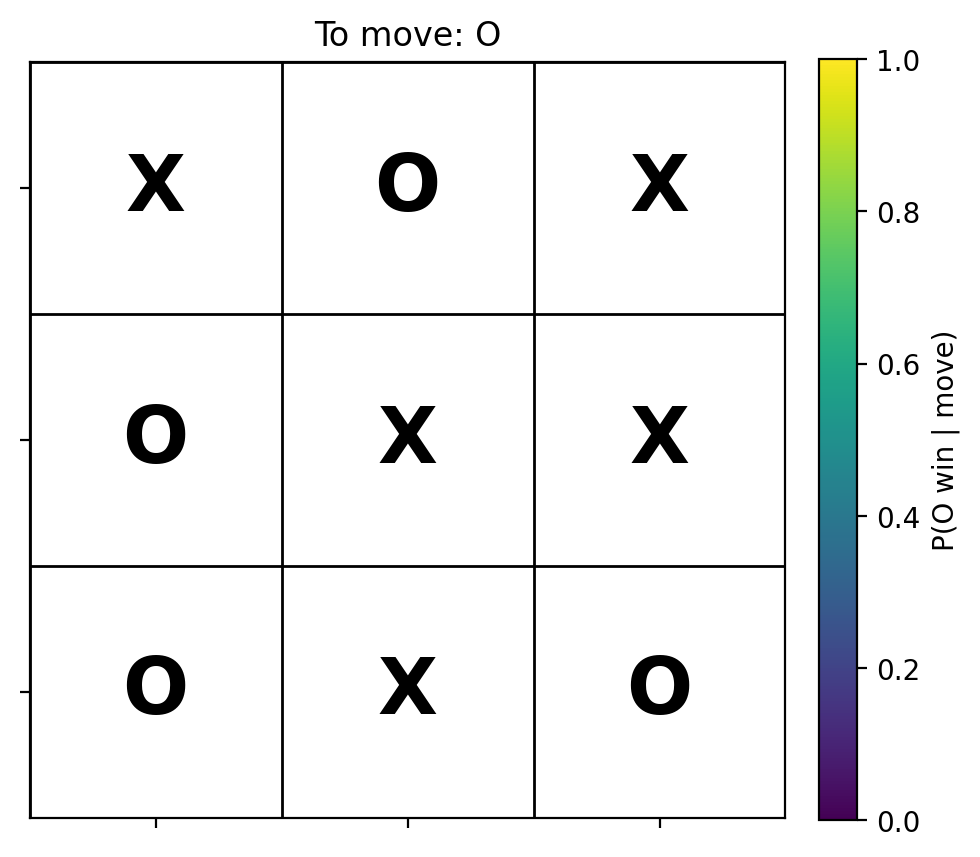 To move: O
X O X
O X X
O X O
1.0
0.8
0.6
0.4
0.2
0.0
P(O win | move)